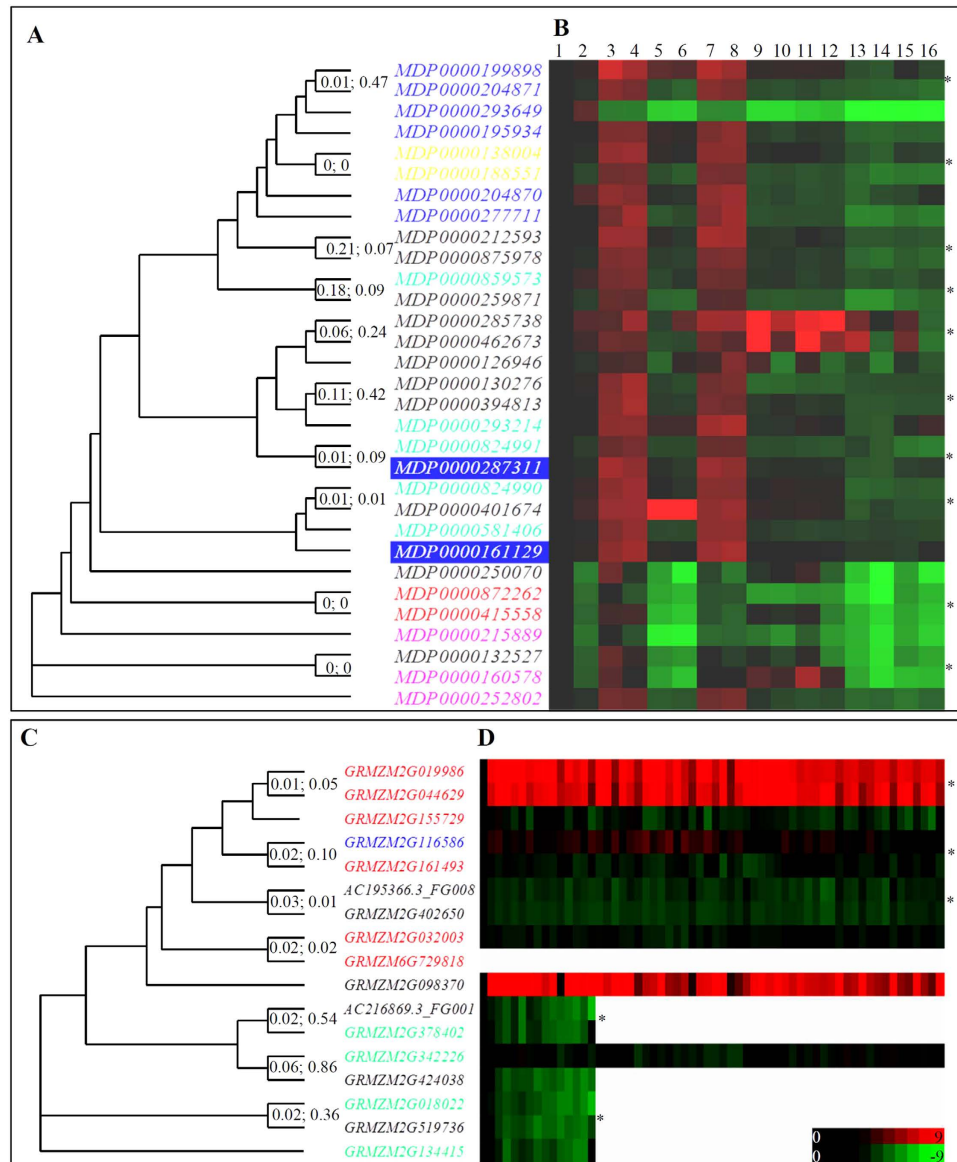 A
B
1 2 3 4 5 6 7 8 9 10 11 12 13 14 15 16
0.01; 0.47 MDP0000199898 *
MDP0000204871
MDP0000293649
MDP0000195934
0; 0 MDP0000138004 *
MDP0000188551
MDP0000204870
MDP0000277711
0.21; 0.07 MDP0000212593 *
MDP0000875978
0.18; 0.09 MDP0000859573 *
MDP0000259871
0.06; 0.24 MDP0000285738 *
MDP0000462673
MDP0000126946
0.11; 0.42 MDP0000130276 *
MDP0000394813
MDP0000293214
0.01; 0.09 MDP0000824991 *
MDP0000287311
0.01; 0.01 MDP0000824990 *
MDP0000401674
MDP0000581406
MDP0000161129
MDP0000250070
0; 0 MDP0000872262 *
MDP0000415558
MDP0000215889
0; 0 MDP0000132527 *
MDP0000160578
MDP0000252802
C
D
0.01; 0.05 GRMZM2G019986 *
GRMZM2G044629
GRMZM2G155729
0.02; 0.10 GRMZM2G116586 *
GRMZM2G161493
0.03; 0.01 AC195366.3_FG008 *
GRMZM2G402650
0.02; 0.02 GRMZM2G032003
GRMZM6G729818
GRMZM2G098370
0.02; 0.54 AC216869.3_FG001 *
GRMZM2G378402
0.06; 0.86 GRMZM2G342226
GRMZM2G424038
0.02; 0.36 GRMZM2G018022 *
GRMZM2G519736
GRMZM2G134415
0 9
0 -9